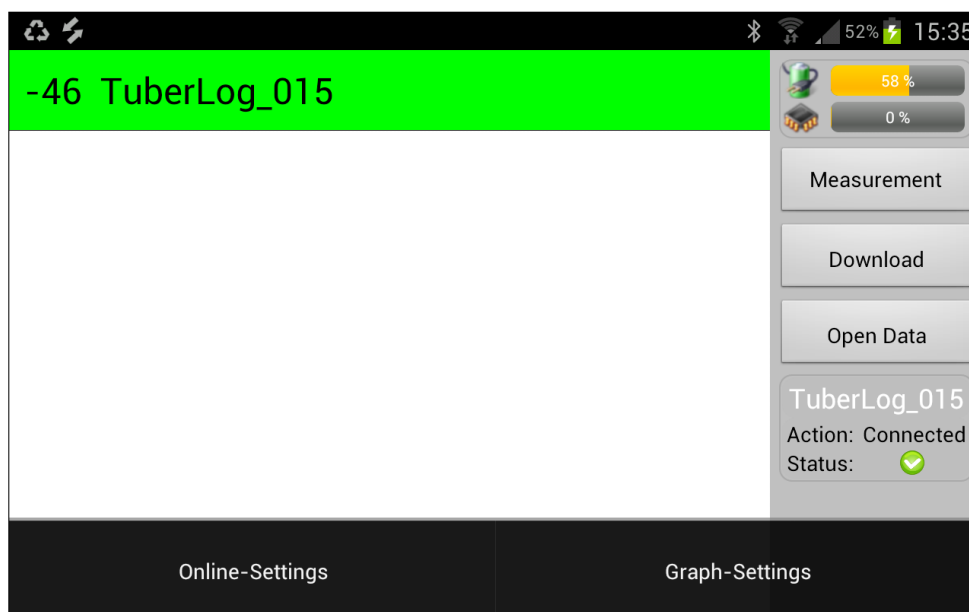 52% 15:35
-46 TuberLog_015
58 %
0 %
Measurement
Download
Open Data
TuberLog_015
Action: Connected
Status:
Online-Settings Graph-Settings